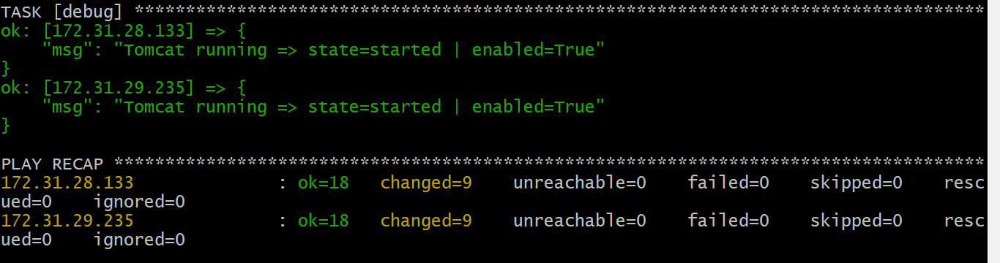 TASK [debug] ***********************************************************************************
ok: [172.31.28.133] => {
    "msg": "Tomcat running => state=started | enabled=True"
}
ok: [172.31.29.235] => {
    "msg": "Tomcat running => state=started | enabled=True"
}
PLAY RECAP *************************************************************************************
172.31.28.133              : ok=18   changed=9    unreachable=0    failed=0    skipped=0    resc
ued=0    ignored=0
172.31.29.235              : ok=18   changed=9    unreachable=0    failed=0    skipped=0    resc
ued=0    ignored=0